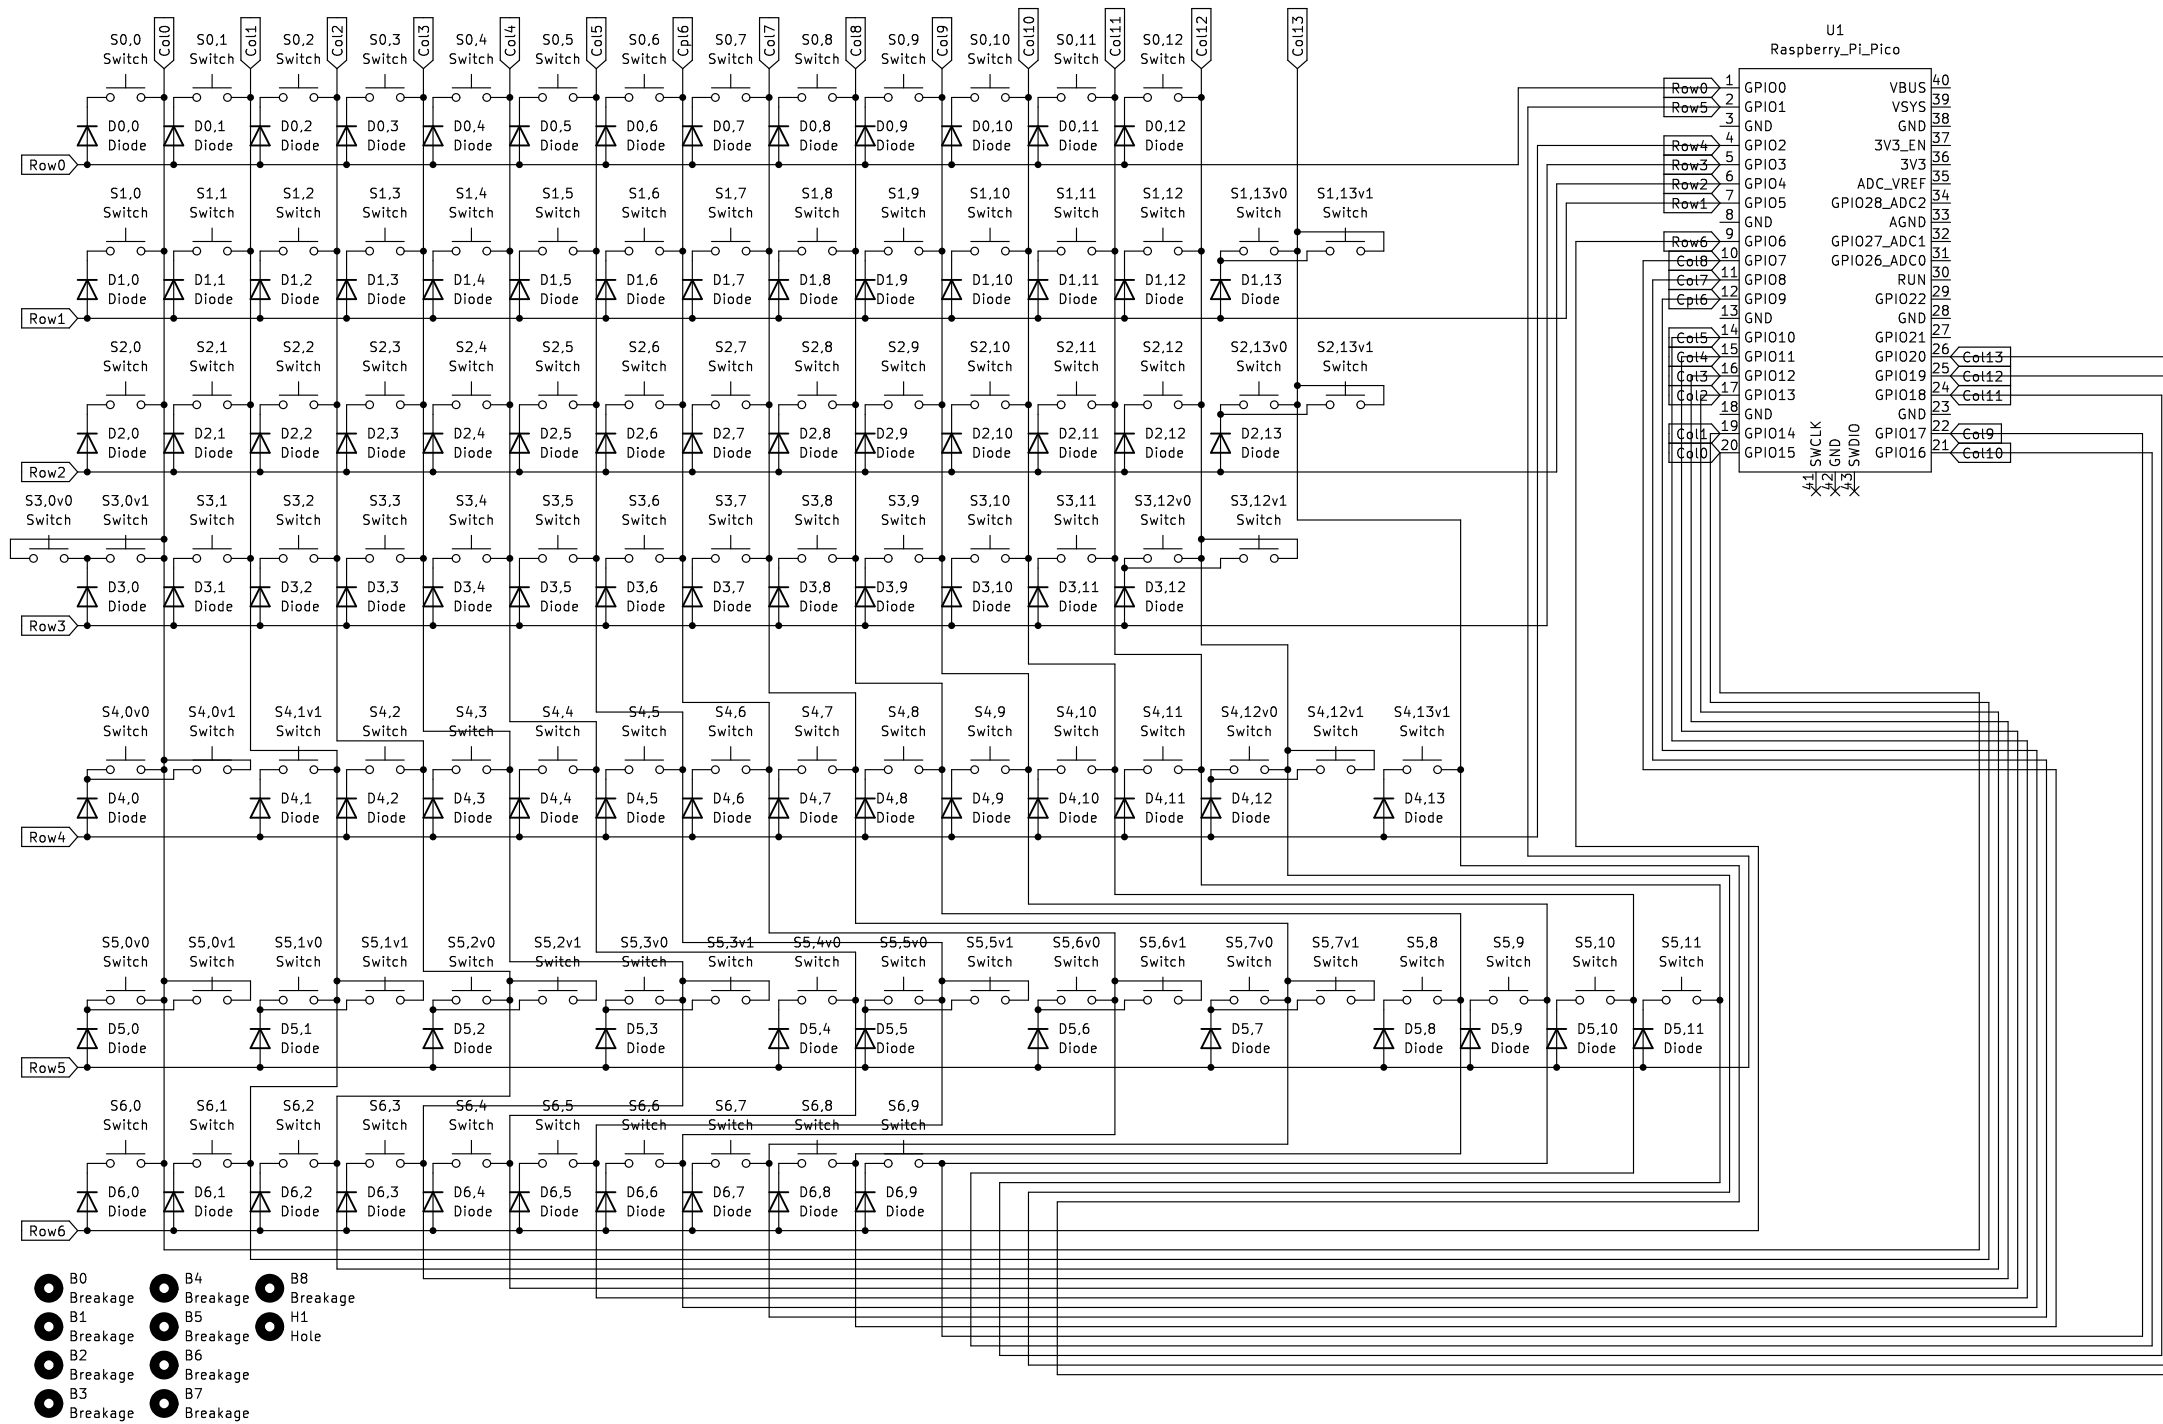 Col0 Col1 Col2 Col3 Col4 Col5 Cpl6 Col7 Col8 Col9 Col10 Col11 Col12 Col13
S0,0 S0,1 S0,2 S0,3 S0,4 S0,5 S0,6 S0,7 S0,8 S0,9 S0,10 S0,11 S0,12
Switch Switch Switch Switch Switch Switch Switch Switch Switch Switch Switch Switch Switch
D0,0 D0,1 D0,2 D0,3 D0,4 D0,5 D0,6 D0,7 D0,8 D0,9 D0,10 D0,11 D0,12
Diode Diode Diode Diode Diode Diode Diode Diode Diode Diode Diode Diode Diode
Row0
S1,0 S1,1 S1,2 S1,3 S1,4 S1,5 S1,6 S1,7 S1,8 S1,9 S1,10 S1,11 S1,12 S1,13v0 S1,13v1
Switch Switch Switch Switch Switch Switch Switch Switch Switch Switch Switch Switch Switch Switch Switch
D1,0 D1,1 D1,2 D1,3 D1,4 D1,5 D1,6 D1,7 D1,8 D1,9 D1,10 D1,11 D1,12 D1,13
Diode Diode Diode Diode Diode Diode Diode Diode Diode Diode Diode Diode Diode Diode
Row1
S2,0 S2,1 S2,2 S2,3 S2,4 S2,5 S2,6 S2,7 S2,8 S2,9 S2,10 S2,11 S2,12 S2,13v0 S2,13v1
Switch Switch Switch Switch Switch Switch Switch Switch Switch Switch Switch Switch Switch Switch Switch
D2,0 D2,1 D2,2 D2,3 D2,4 D2,5 D2,6 D2,7 D2,8 D2,9 D2,10 D2,11 D2,12 D2,13
Diode Diode Diode Diode Diode Diode Diode Diode Diode Diode Diode Diode Diode Diode
Row2
S3,0v0 S3,0v1 S3,1 S3,2 S3,3 S3,4 S3,5 S3,6 S3,7 S3,8 S3,9 S3,10 S3,11 S3,12v0 S3,12v1
Switch Switch Switch Switch Switch Switch Switch Switch Switch Switch Switch Switch Switch Switch Switch
D3,0 D3,1 D3,2 D3,3 D3,4 D3,5 D3,6 D3,7 D3,8 D3,9 D3,10 D3,11 D3,12
Diode Diode Diode Diode Diode Diode Diode Diode Diode Diode Diode Diode Diode
Row3
S4,0v0 S4,0v1 S4,1v1 S4,2 S4,3 S4,4 S4,5 S4,6 S4,7 S4,8 S4,9 S4,10 S4,11 S4,12v0 S4,12v1 S4,13v1
Switch Switch Switch Switch Switch Switch Switch Switch Switch Switch Switch Switch Switch Switch Switch Switch
D4,0 D4,1 D4,2 D4,3 D4,4 D4,5 D4,6 D4,7 D4,8 D4,9 D4,10 D4,11 D4,12 D4,13
Diode Diode Diode Diode Diode Diode Diode Diode Diode Diode Diode Diode Diode Diode
Row4
S5,0v0 S5,0v1 S5,1v0 S5,1v1 S5,2v0 S5,2v1 S5,3v0 S5,3v1 S5,4v0 S5,5v0 S5,5v1 S5,6v0 S5,6v1 S5,7v0 S5,7v1 S5,8 S5,9 S5,10 S5,11
Switch Switch Switch Switch Switch Switch Switch Switch Switch Switch Switch Switch Switch Switch Switch Switch Switch Switch Switch
D5,0 D5,1 D5,2 D5,3 D5,4 D5,5 D5,6 D5,7 D5,8 D5,9 D5,10 D5,11
Diode Diode Diode Diode Diode Diode Diode Diode Diode Diode Diode Diode
Row5
S6,0 S6,1 S6,2 S6,3 S6,4 S6,5 S6,6 S6,7 S6,8 S6,9
Switch Switch Switch Switch Switch Switch Switch Switch Switch Switch
D6,0 D6,1 D6,2 D6,3 D6,4 D6,5 D6,6 D6,7 D6,8 D6,9
Diode Diode Diode Diode Diode Diode Diode Diode Diode Diode
Row6
B0 B4 B8
Breakage Breakage Breakage
B1 B5 H1
Breakage Breakage Hole
B2 B6
Breakage Breakage
B3 B7
Breakage Breakage
U1
Raspberry_Pi_Pico
Row0 1 GPIO0 VBUS 40
Row5 2 GPIO1 VSYS 39
3 GND GND 38
Row4 4 GPIO2 3V3_EN 37
Row3 5 GPIO3 3V3 36
Row2 6 GPIO4 ADC_VREF 35
Row1 7 GPIO5 GPIO28_ADC2 34
8 GND AGND 33
Row6 9 GPIO6 GPIO27_ADC1 32
Col8 10 GPIO7 GPIO26_ADC0 31
Col7 11 GPIO8 RUN 30
Cpl6 12 GPIO9 GPIO22 29
13 GND GND 28
Col5 14 GPIO10 GPIO21 27
Col4 15 GPIO11 GPIO20 26 Col13
Col3 16 GPIO12 GPIO19 25 Col12
Col2 17 GPIO13 GPIO18 24 Col11
18 GND GND 23
Col1 19 GPIO14 GPIO17 22 Col9
Col0 20 GPIO15 GPIO16 21 Col10
SWCLK GND SWDIO
41 42 43